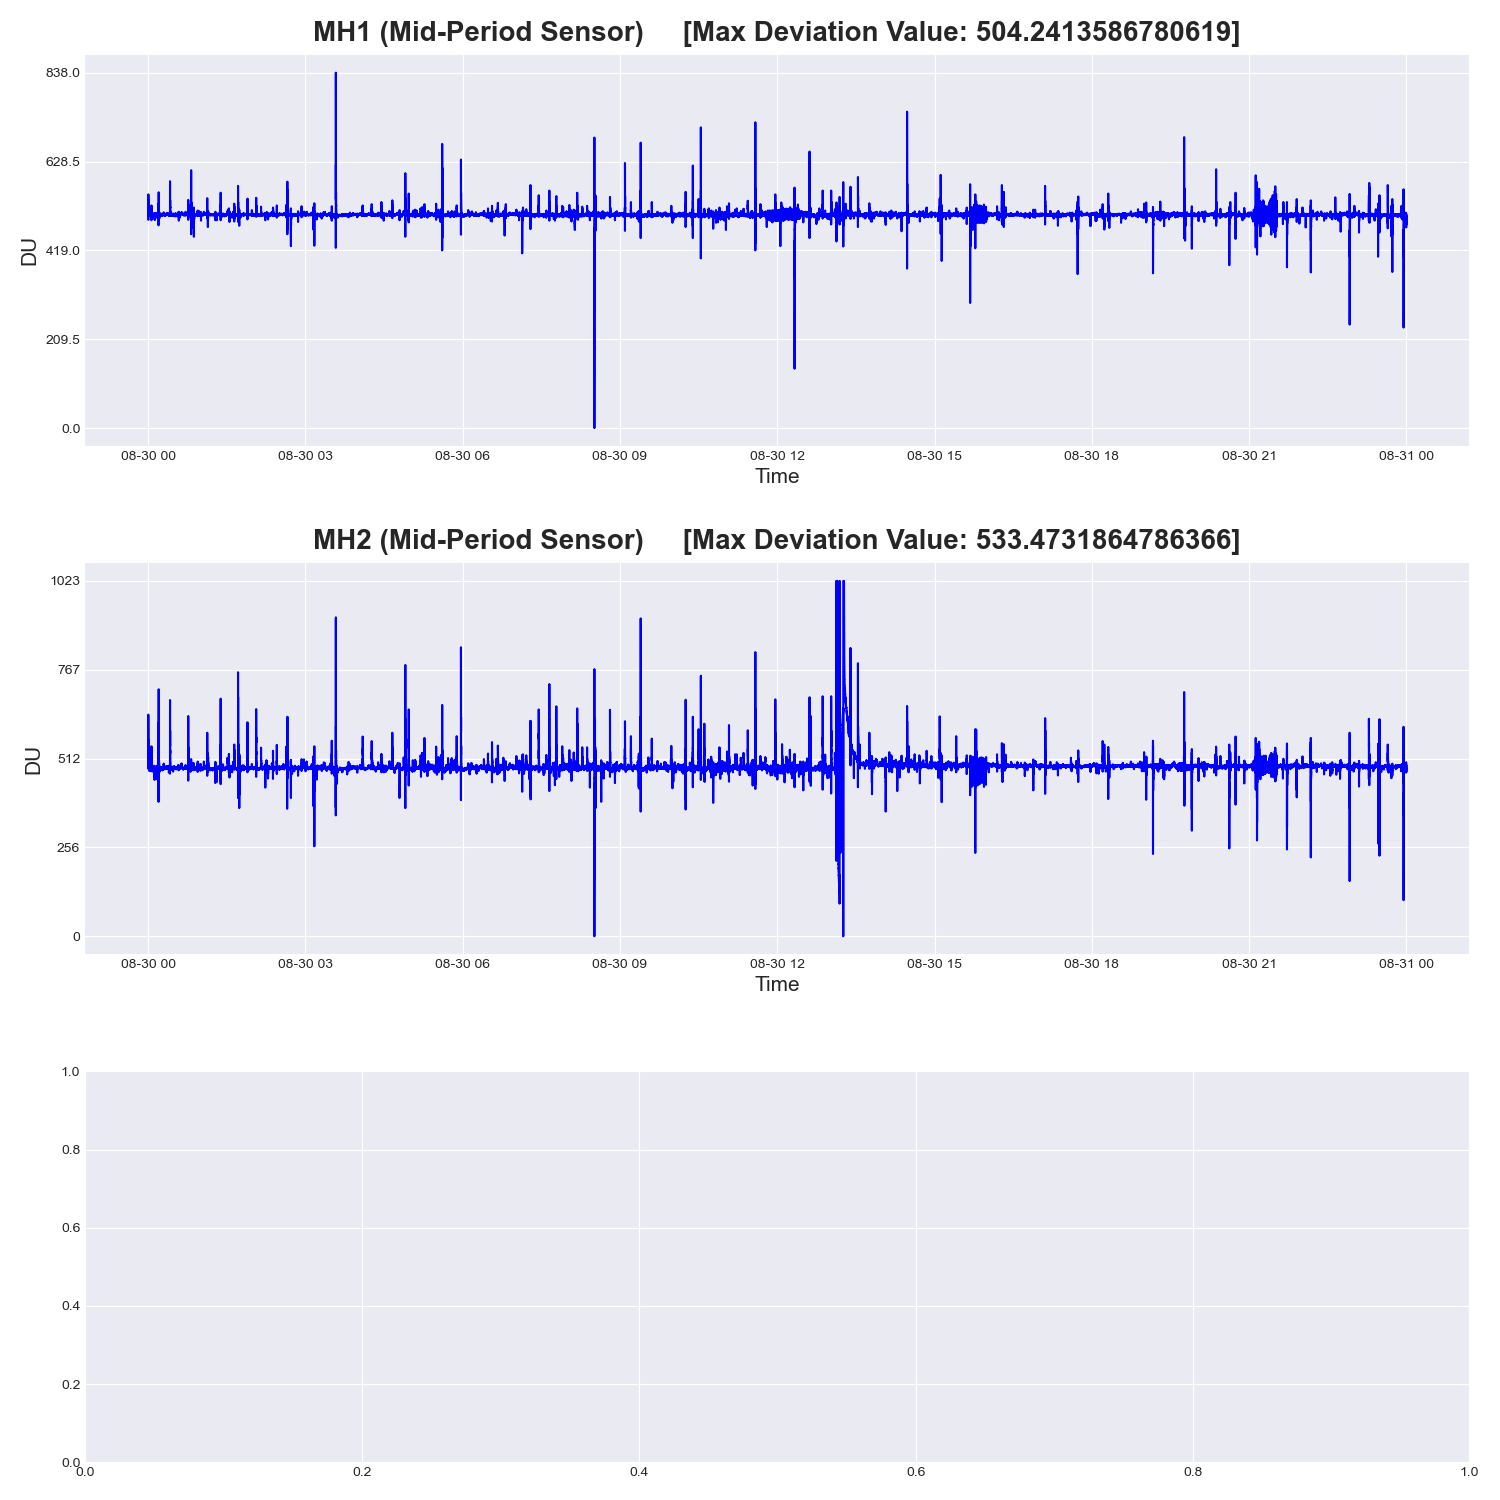 MH1 (Mid-Period Sensor) [Max Deviation Value: 504.2413586780619]
838.0
628.5
419.0
209.5
0.0
DU
08-30 00 08-30 03 08-30 06 08-30 09 08-30 12 08-30 15 08-30 18 08-30 21 08-31 00
Time
MH2 (Mid-Period Sensor) [Max Deviation Value: 533.4731864786366]
1023
767
512
256
0
DU
08-30 00 08-30 03 08-30 06 08-30 09 08-30 12 08-30 15 08-30 18 08-30 21 08-31 00
Time
1.0
0.8
0.6
0.4
0.2
0.0
0.0 0.2 0.4 0.6 0.8 1.0